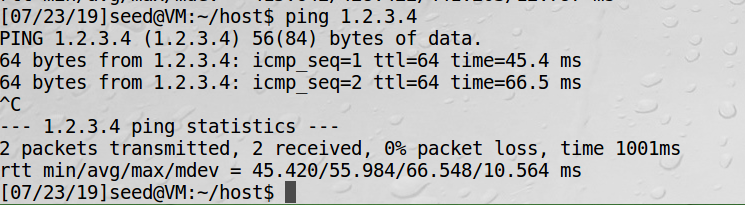 [07/23/19]seed@VM:~/host$ ping 1.2.3.4
PING 1.2.3.4 (1.2.3.4) 56(84) bytes of data.
64 bytes from 1.2.3.4: icmp_seq=1 ttl=64 time=45.4 ms
64 bytes from 1.2.3.4: icmp_seq=2 ttl=64 time=66.5 ms
^C
--- 1.2.3.4 ping statistics ---
2 packets transmitted, 2 received, 0% packet loss, time 1001ms
rtt min/avg/max/mdev = 45.420/55.984/66.548/10.564 ms
[07/23/19]seed@VM:~/host$